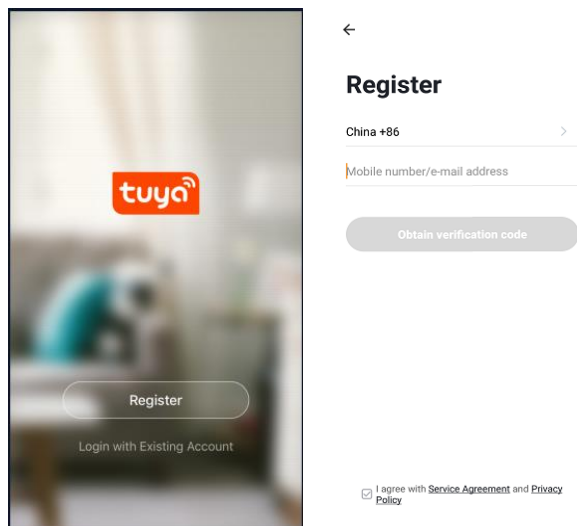 tuya
Register
Login with Existing Account
Register
China +86
Mobile number/e-mail address
Obtain verification code
I agree with Service Agreement and Privacy
Policy